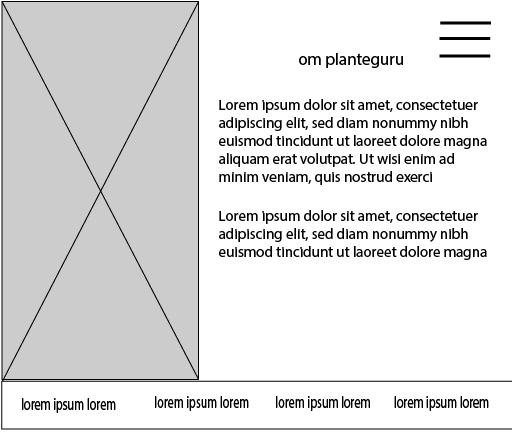 om planteguru
Lorem ipsum dolor sit amet, consectetuer
adipiscing elit, sed diam nonummy nibh
euismod tincidunt ut laoreet dolore magna
aliquam erat volutpat. Ut wisi enim ad
minim veniam, quis nostrud exerci
Lorem ipsum dolor sit amet, consectetuer
adipiscing elit, sed diam nonummy nibh
euismod tincidunt ut laoreet dolore magna
lorem ipsum lorem lorem ipsum lorem lorem ipsum lorem lorem ipsum lorem